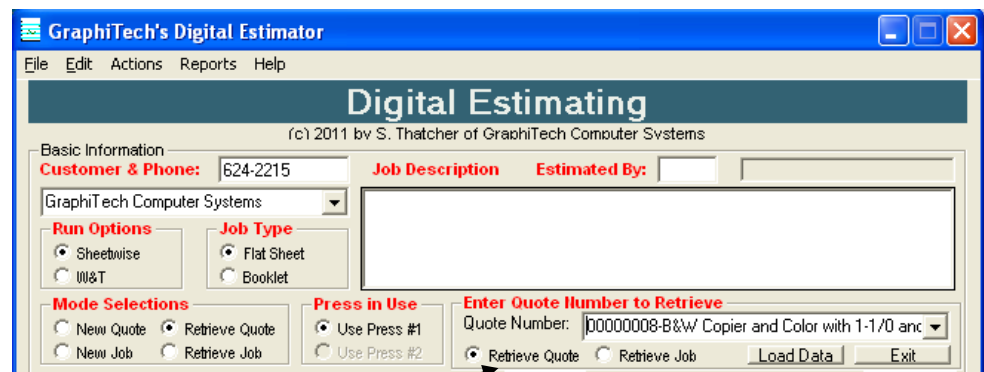 GraphiTech's Digital Estimator
File Edit Actions Reports Help
Digital Estimating
(c) 2011 by S. Thatcher of GraphiTech Computer Systems
Basic Information
Customer & Phone: 624-2215 Job Description Estimated By:
GraphiTech Computer Systems
Run Options Job Type
Sheetwise Flat Sheet
W&T Booklet
Mode Selections Press in Use Enter Quote Number to Retrieve
New Quote Retrieve Quote Use Press #1 Quote Number: 00000008-B&W Copier and Color with 1-1/0 anc
New Job Retrieve Job Use Press #2 Retrieve Quote Retrieve Job Load Data Exit